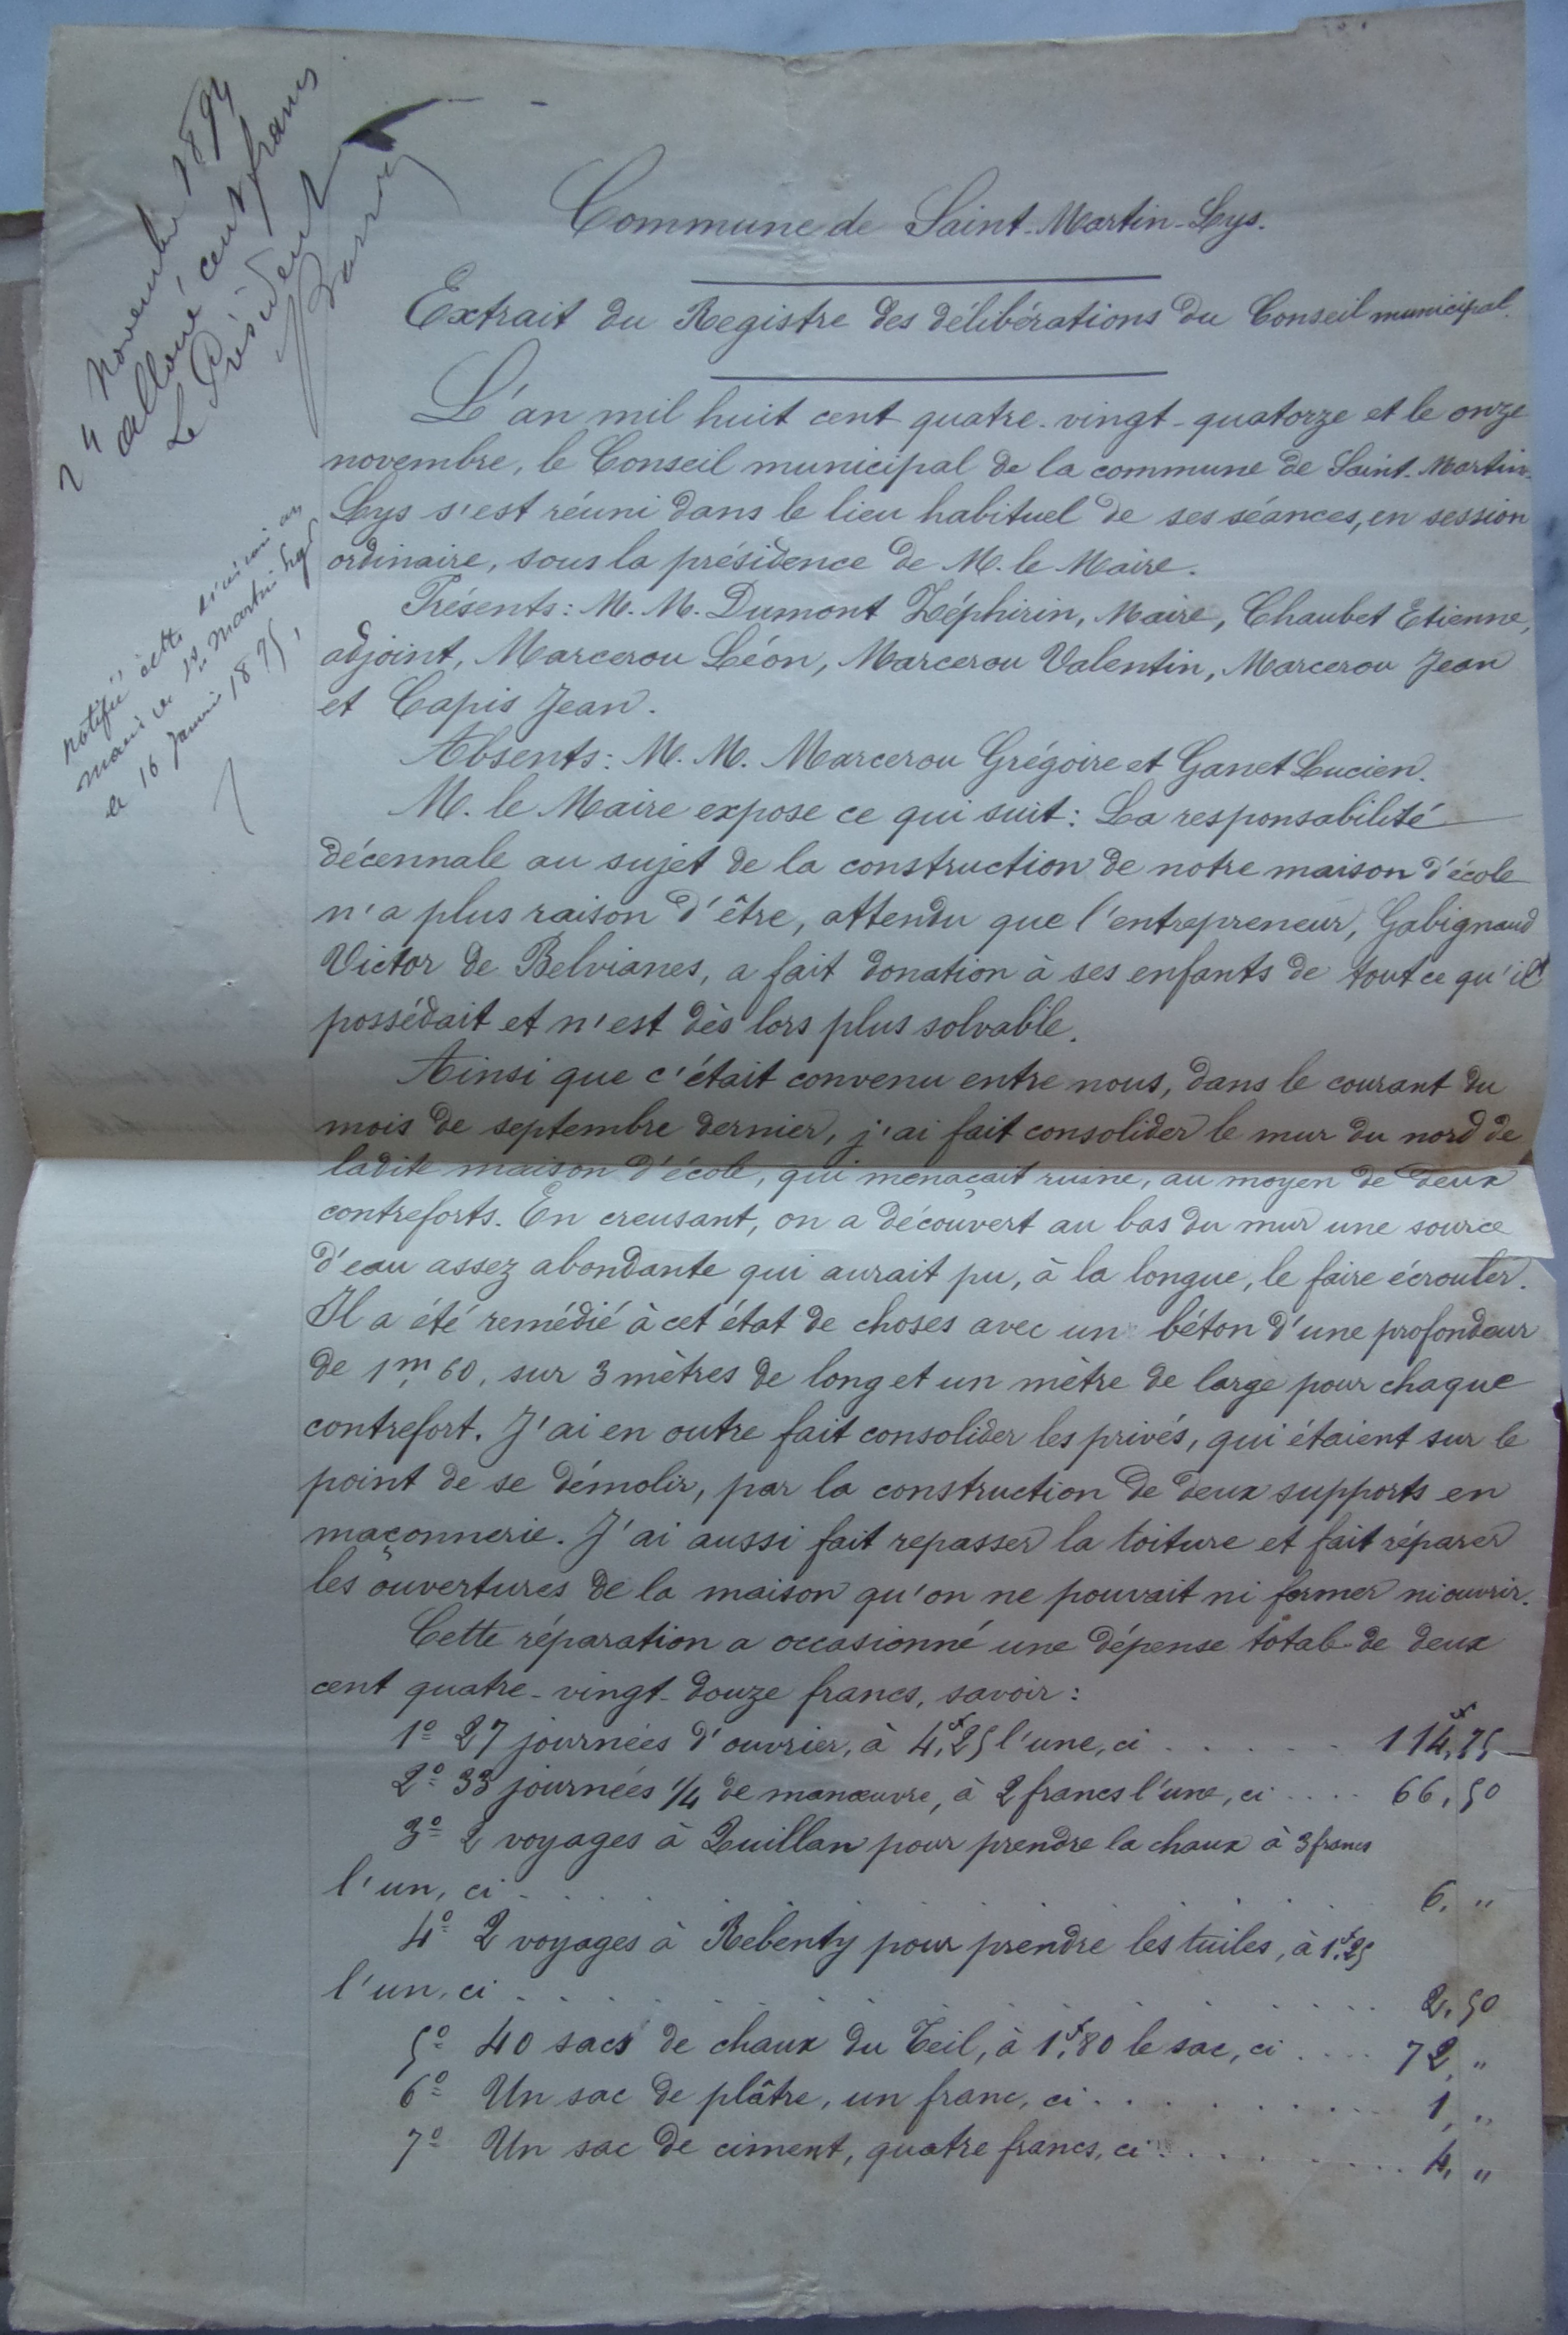 24 novembre 1894
alloué cent francs
Le Président
notifié cette décision au
maire de St Martin Lys
le 16 Janvier 1895,
Commune de Saint-Martin-Lys.
Extrait du Registre des délibérations du Conseil municipal.
L'an mil huit cent quatre-vingt-quatorze et le onze
novembre, le Conseil municipal de la commune de Saint-Martin-
Lys s'est réuni dans le lieu habituel de ses séances, en session
ordinaire, sous la présidence de M. le Maire.
Présents: M. M. Dumont Zéphirin, Maire, Chaubet Etienne,
adjoint, Marcerou Léon, Marcerou Valentin, Marcerou Jean
et Capis Jean.
Absents: M. M. Marcerou Grégoire et Ganet Lucien.
M. le Maire expose ce qui suit: La responsabilité
décennale au sujet de la construction de notre maison d'école
n'a plus raison d'être, attendu que l'entrepreneur, Gabignaud
Victor de Belvianes, a fait donation à ses enfants de tout ce qu'il
possédait et n'est dès lors plus solvable.
Ainsi que c'était convenu entre nous, dans le courant du
mois de septembre dernier, j'ai fait consolider le mur du nord de
ladite maison d'école, qui menaçait ruine, au moyen de deux
contreforts. En creusant, on a découvert au bas du mur une source
d'eau assez abondante qui aurait pu, à la longue, le faire écrouler.
Il a été remédié à cet état de choses avec un béton d'une profondeur
de 1m,60, sur 3 mètres de long et un mètre de large pour chaque
contrefort. J'ai en outre fait consolider les privés, qui étaient sur le
point de se démolir, par la construction de deux supports en
maçonnerie. J'ai aussi fait repasser la toiture et fait réparer
les ouvertures de la maison qu'on ne pouvait ni fermer ni ouvrir.
Cette réparation a occasionné une dépense totale de deux
cent quatre-vingt-douze francs, savoir:
1º 27 journées d'ouvrier, à 4f,25 l'une, ci . . . . . 114f,75
2º 33 journées 1/4 de manœuvre, à 2 francs l'une, ci . . . . 66,50
3º 2 voyages à Quillan pour prendre la chaux à 3 francs
l'un, ci . . . . . . . . . . 6, "
4º 2 voyages à Rebenty pour prendre les tuiles, à 1f,25
l'un, ci . . . . . . . . . . 2,50
5º 40 sacs de chaux du Teil, à 1f,80 le sac, ci . . . . 72, "
6º Un sac de plâtre, un franc, ci . . . . . . . . 1, "
7º Un sac de ciment, quatre francs, ci . . . . . . . . 4, "